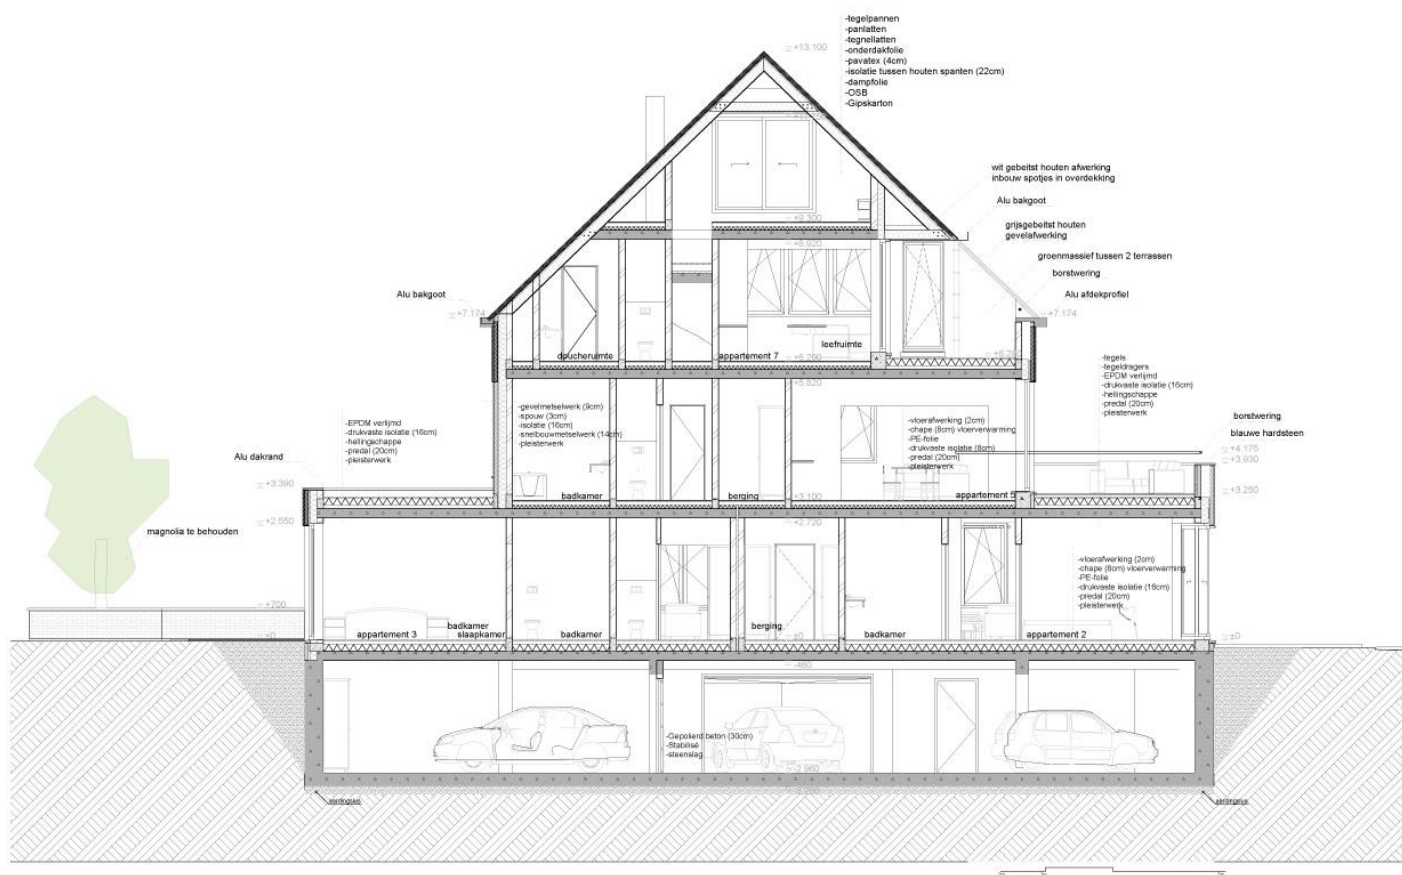 -tegelpannen
-panlatten
-tegnellatten
-onderdakfolie
-pavatex (4cm)
-isolatie tussen houten spanten (22cm)
-dampfolie
-OSB
-Gipskarton
+13.100
wit gebeitst houten afwerking
inbouw spotjes in overdekking
Alu bakgoot
grijsgebeitst houten
gevelafwerking
groenmassief tussen 2 terrassen
borstwering
Alu afdekprofiel
+9.300
+8.920
Alu bakgoot
+7.174
+7.174
leefruimte
doucheruimte
appartement 7
+6.200
+5.820
-tegels
-tegeldragers
-EPDM verlijmd
-drukvaste isolatie (16cm)
-hellingschappe
-predal (20cm)
-pleisterwerk
-gevelmetselwerk (9cm)
-spouw (3cm)
-isolatie (16cm)
-snelbouwmetselwerk (14cm)
-pleisterwerk
-vloerafwerking (2cm)
-chape (8cm) vloerverwarming
-PE-folie
-drukvaste isolatie (8cm)
-predal (20cm)
-pleisterwerk
-EPDM verlijmd
-drukvaste isolatie (16cm)
-hellingschappe
-predal (20cm)
-pleisterwerk
borstwering
blauwe hardsteen
+4.175
+3.930
Alu dakrand
+3.390
+3.250
badkamer
berging
+3.100
appartement 5
+2.550
+2.720
magnolia te behouden
-vloerafwerking (2cm)
-chape (8cm) vloerverwarming
-PE-folie
-drukvaste isolatie (16cm)
-predal (20cm)
-pleisterwerk
+700
±0
appartement 3
badkamer
slaapkamer
badkamer
berging
±0
badkamer
appartement 2
±0
-460
-Gepolierd beton (30cm)
-Stabilisé
-steenslag
-2.960
aardingslus
aardingslus